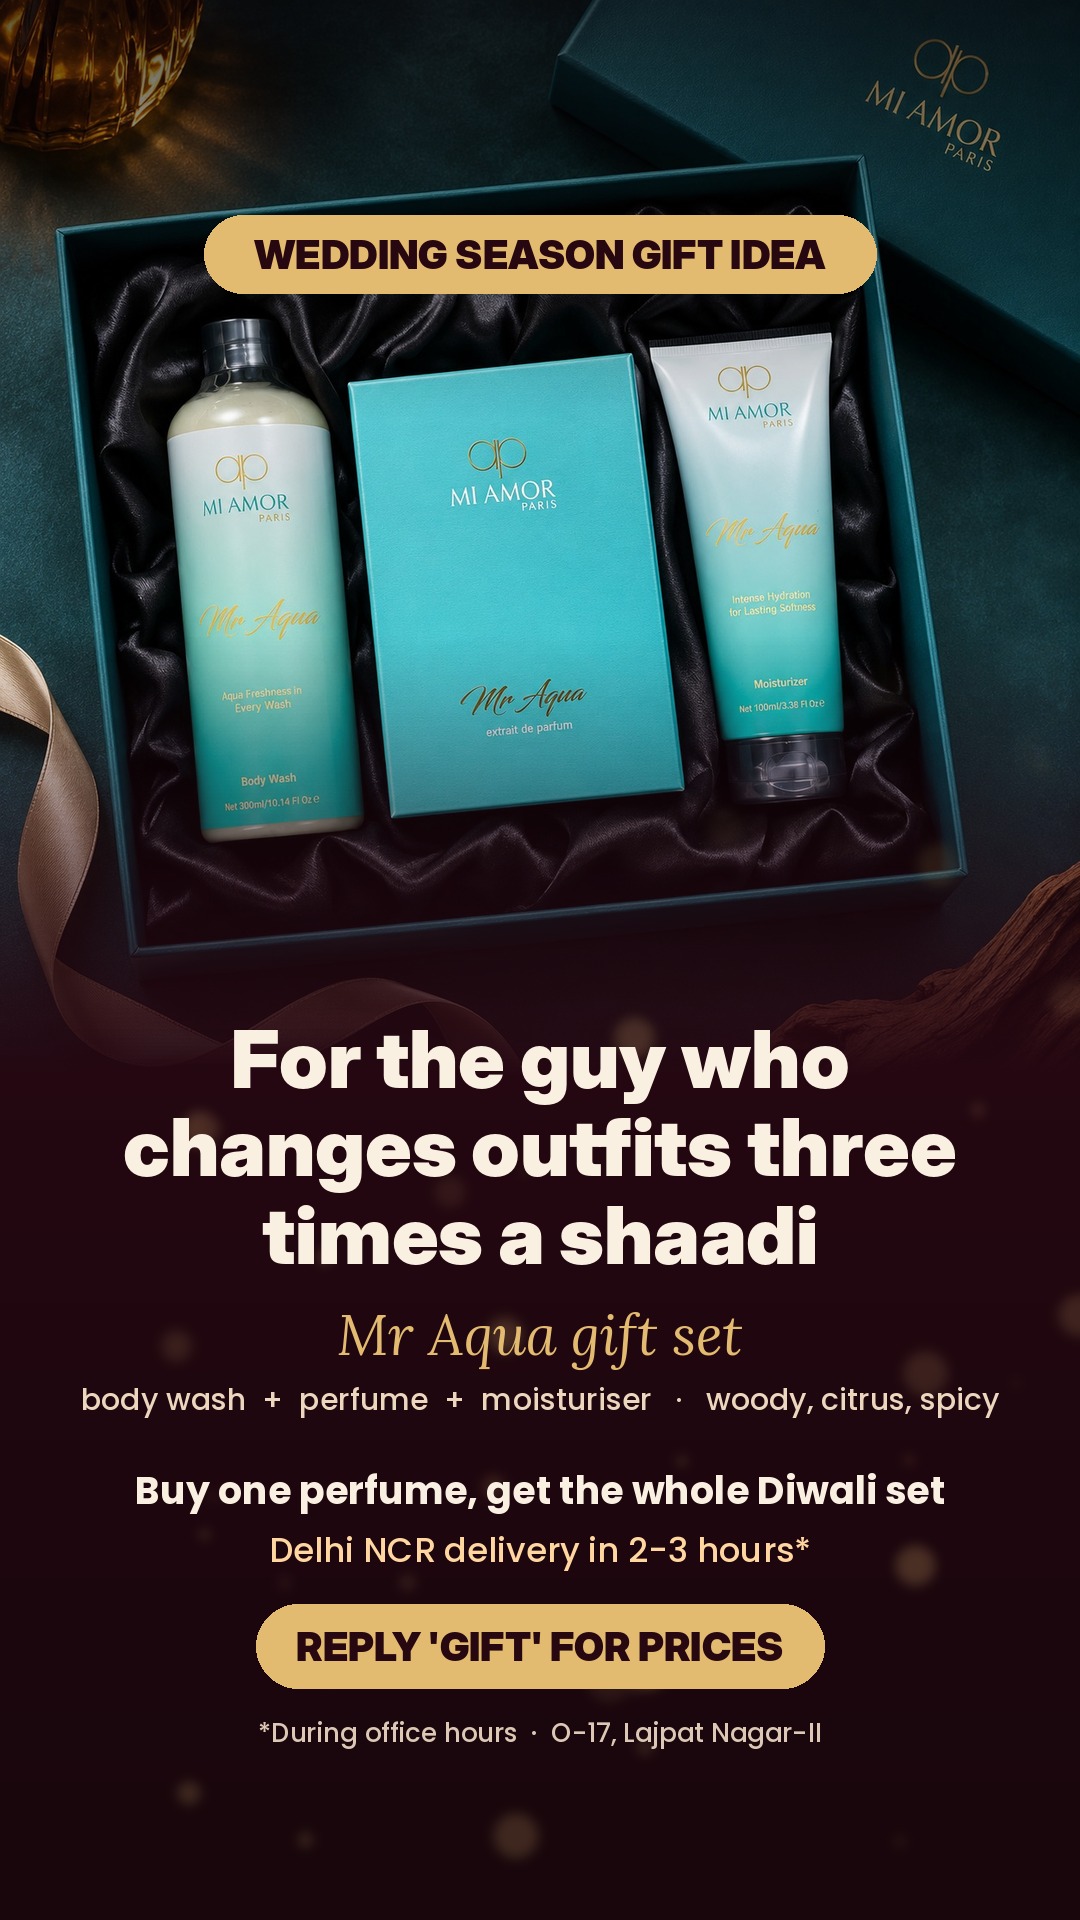 MI AMOR
PARIS
WEDDING SEASON GIFT IDEA
MI AMOR
PARIS
Mr Aqua
Aqua Freshness in
Every Wash
Body Wash
Net 300ml/10.14 Fl Oz e
MI AMOR
PARIS
Mr Aqua
extrait de parfum
MI AMOR
PARIS
Mr Aqua
Intense Hydration
for Lasting Softness
Moisturizer
Net 100ml/3.38 Fl Oz e
For the guy who
changes outfits three
times a shaadi
Mr Aqua gift set
body wash + perfume + moisturiser · woody, citrus, spicy
Buy one perfume, get the whole Diwali set
Delhi NCR delivery in 2-3 hours*
REPLY 'GIFT' FOR PRICES
*During office hours · O-17, Lajpat Nagar-II